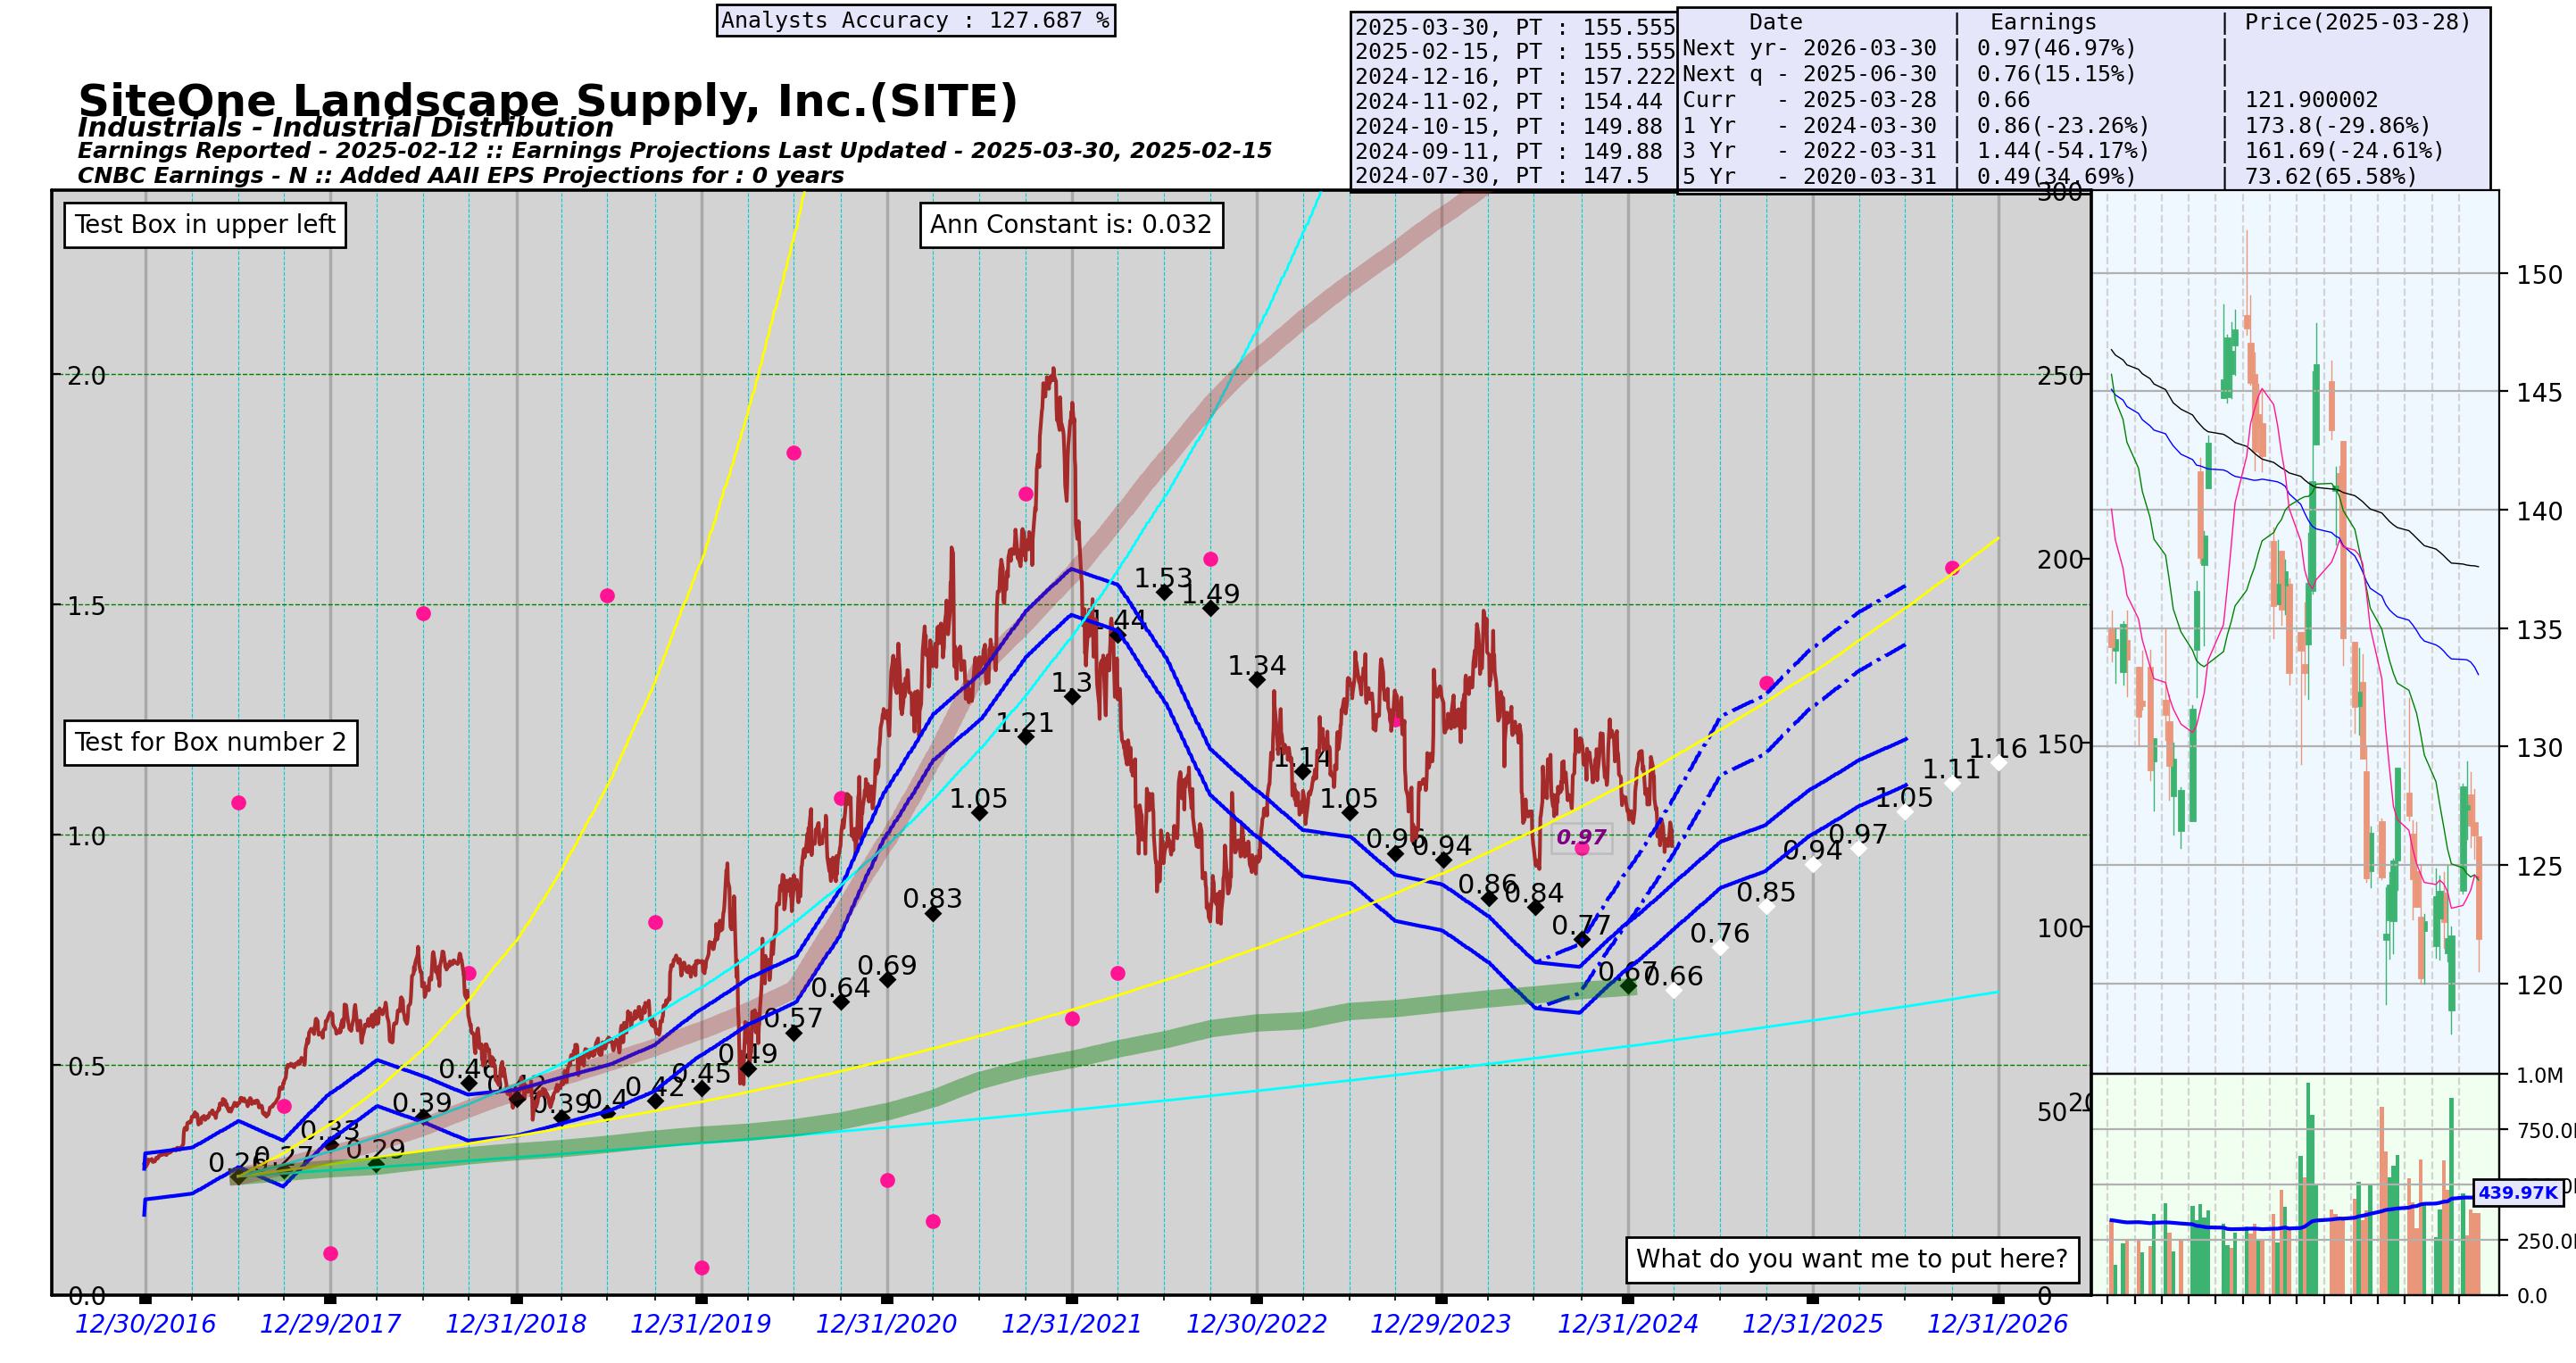 Analysts Accuracy : 127.687 %
SiteOne Landscape Supply, Inc.(SITE)
Industrials - Industrial Distribution
Earnings Reported - 2025-02-12 :: Earnings Projections Last Updated - 2025-03-30, 2025-02-15
CNBC Earnings - N :: Added AAII EPS Projections for : 0 years
2025-03-30, PT : 155.555
2025-02-15, PT : 155.555
2024-12-16, PT : 157.222
2024-11-02, PT : 154.44
2024-10-15, PT : 149.88
2024-09-11, PT : 149.88
2024-07-30, PT : 147.5
Date | Earnings | Price(2025-03-28)
Next yr- 2026-03-30 | 0.97(46.97%) |
Next q - 2025-06-30 | 0.76(15.15%) |
Curr - 2025-03-28 | 0.66 | 121.900002
1 Yr - 2024-03-30 | 0.86(-23.26%) | 173.8(-29.86%)
3 Yr - 2022-03-31 | 1.44(-54.17%) | 161.69(-24.61%)
5 Yr - 2020-03-31 | 0.49(34.69%) | 73.62(65.58%)
Test Box in upper left
Ann Constant is: 0.032
Test for Box number 2
What do you want me to put here?
2.0
1.5
1.0
0.5
0.0
0.26
0.27
0.33
0.29
0.39
0.46
0.39
0.4
0.42
0.45
0.49
0.57
0.64
0.69
0.83
1.05
1.21
1.3
1.44
1.53
1.49
1.34
1.14
1.05
0.96
0.94
0.86
0.84
0.77
0.97
0.67
0.66
0.76
0.85
0.94
0.97
1.05
1.11
1.16
300
250
200
150
100
50
0
12/30/2016
12/29/2017
12/31/2018
12/31/2019
12/31/2020
12/31/2021
12/30/2022
12/29/2023
12/31/2024
12/31/2025
12/31/2026
150
145
140
135
130
125
120
1.0M
750.0
439.97K
250.0
0.0